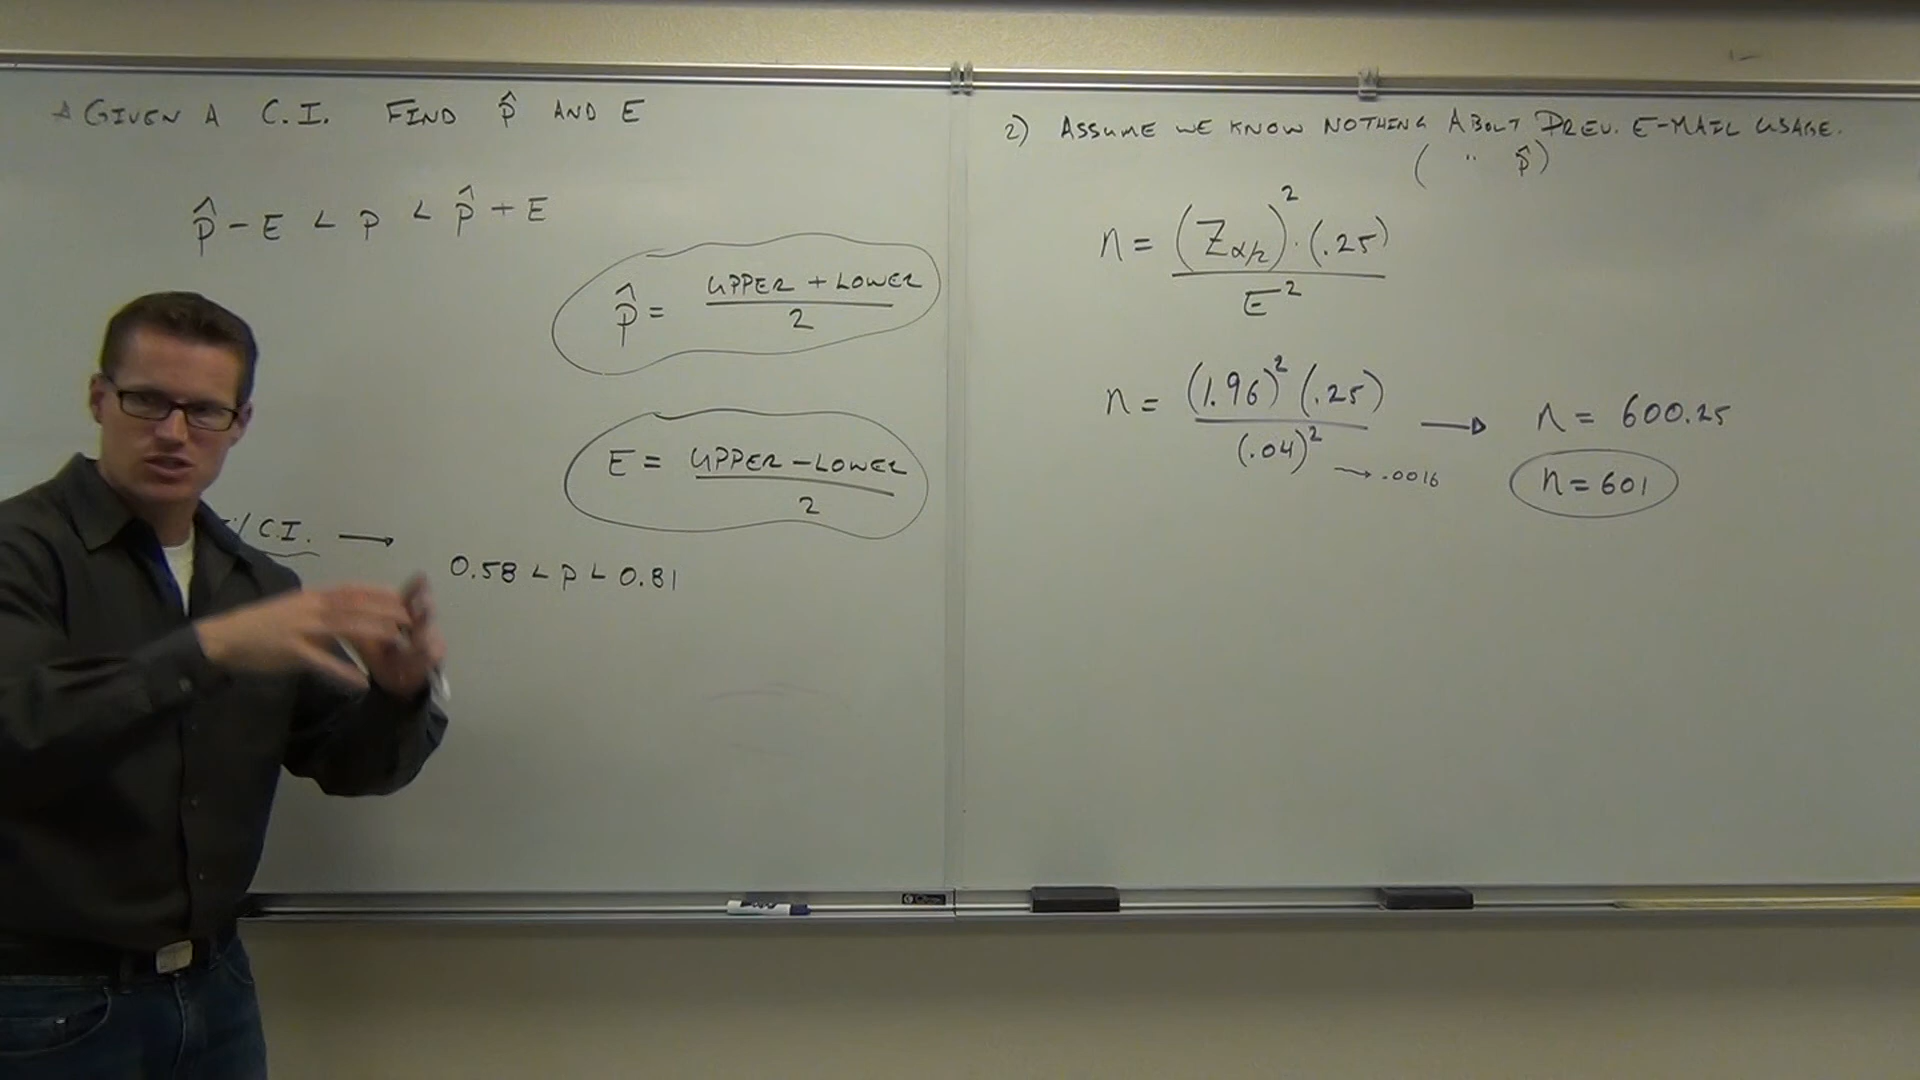 GIVEN A C.I. FIND p̂ AND E
p̂ - E < p < p̂ + E
p̂ = (UPPER + LOWER) / 2
E = (UPPER - LOWER) / 2
% C.I. →
0.58 < p < 0.81
2) ASSUME WE KNOW NOTHING ABOUT PREV. E-MAIL USAGE.
( " p̂ )
n = (Zα/2)² · (.25) / E²
n = (1.96)² (.25) / (.04)² → n = 600.25
→ .0016
n = 601